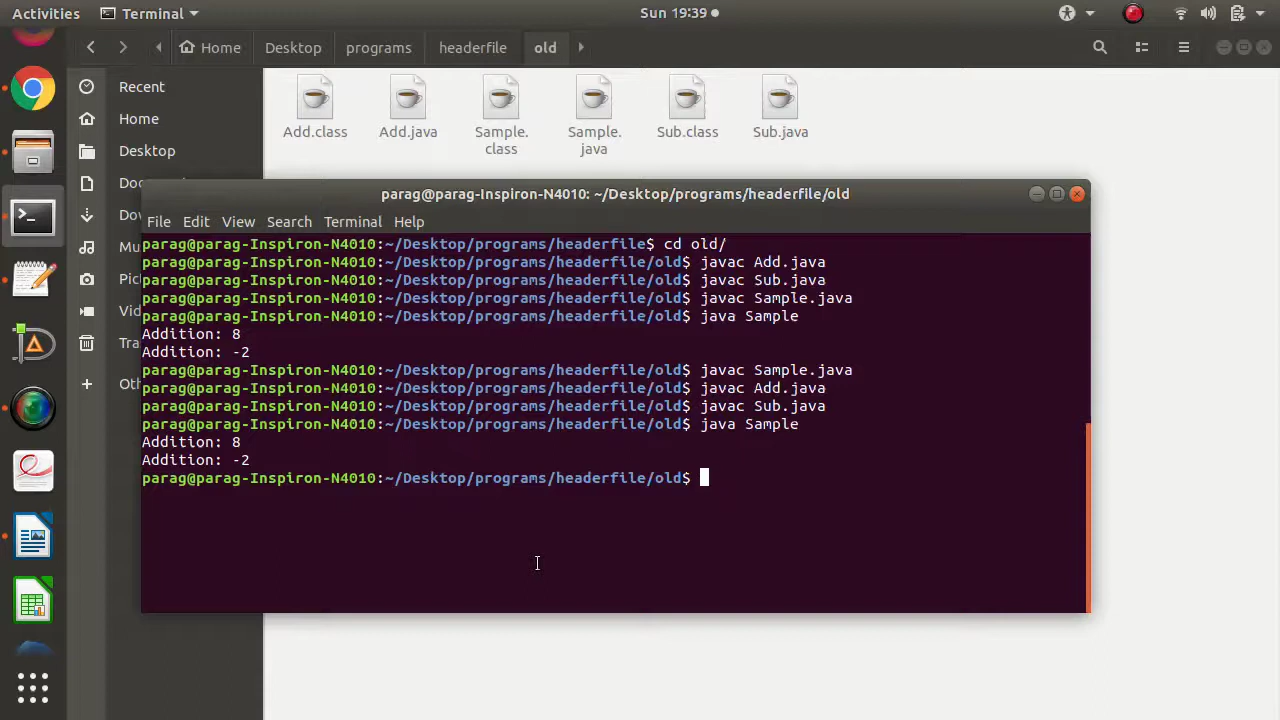 Activities
Terminal
Sun 19:39
Home
Desktop
programs
headerfile
old
Recent
Home
Desktop
Add.class
Add.java
Sample.
class
Sample.
java
Sub.class
Sub.java
parag@parag-Inspiron-N4010: ~/Desktop/programs/headerfile/old
File Edit View Search Terminal Help
parag@parag-Inspiron-N4010:~/Desktop/programs/headerfile$ cd old/
parag@parag-Inspiron-N4010:~/Desktop/programs/headerfile/old$ javac Add.java
parag@parag-Inspiron-N4010:~/Desktop/programs/headerfile/old$ javac Sub.java
parag@parag-Inspiron-N4010:~/Desktop/programs/headerfile/old$ javac Sample.java
parag@parag-Inspiron-N4010:~/Desktop/programs/headerfile/old$ java Sample
Addition: 8
Addition: -2
parag@parag-Inspiron-N4010:~/Desktop/programs/headerfile/old$ javac Sample.java
parag@parag-Inspiron-N4010:~/Desktop/programs/headerfile/old$ javac Add.java
parag@parag-Inspiron-N4010:~/Desktop/programs/headerfile/old$ javac Sub.java
parag@parag-Inspiron-N4010:~/Desktop/programs/headerfile/old$ java Sample
Addition: 8
Addition: -2
parag@parag-Inspiron-N4010:~/Desktop/programs/headerfile/old$